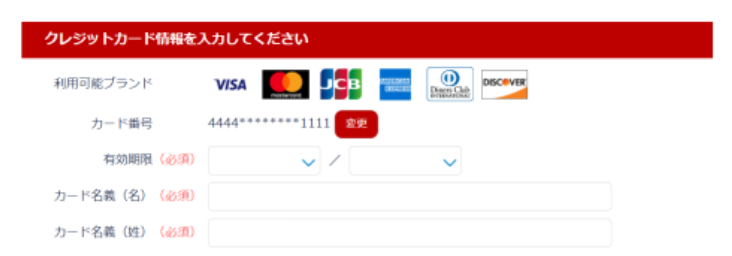 クレジットカード情報を入力してください
利用可能ブランド VISA mastercard JCB AMERICAN EXPRESS Diners Club INTERNATIONAL DISCOVER
カード番号 4444********1111 変更
有効期限（必須） /
カード名義（名）（必須）
カード名義（姓）（必須）